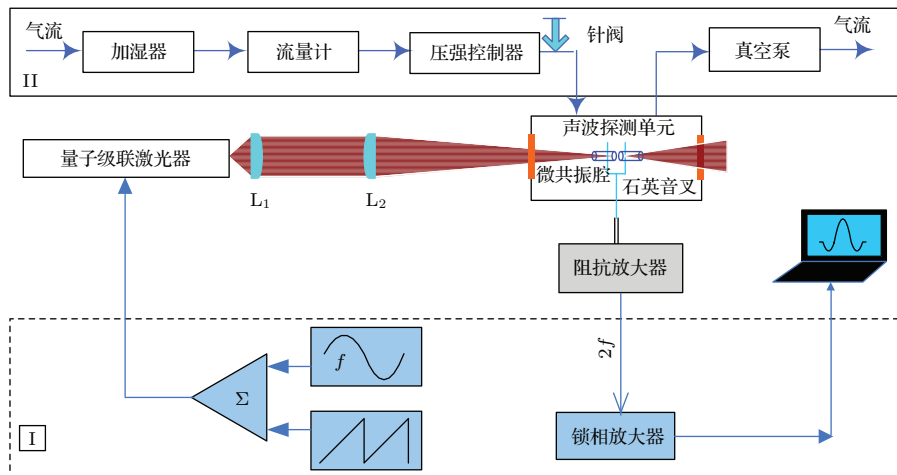 气流
加湿器
流量计
压强控制器
针阀
真空泵
气流
II
量子级联激光器
L1
L2
声波探测单元
微共振腔
石英音叉
阻抗放大器
2f
f
Σ
锁相放大器
I